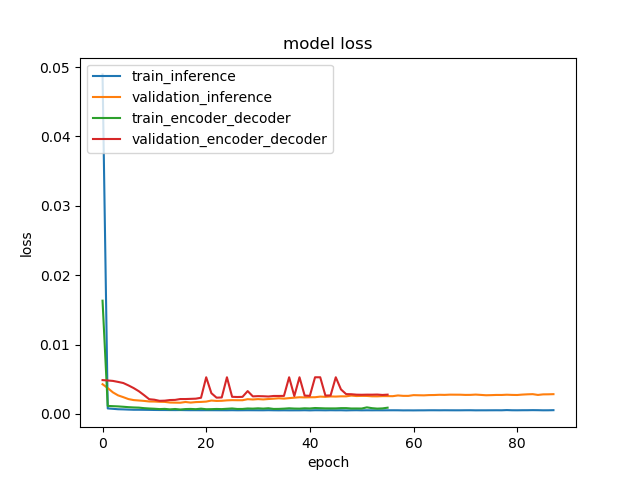 model loss
train_inference
validation_inference
train_encoder_decoder
validation_encoder_decoder
0.05
0.04
0.03
0.02
0.01
0.00
loss
0 20 40 60 80
epoch